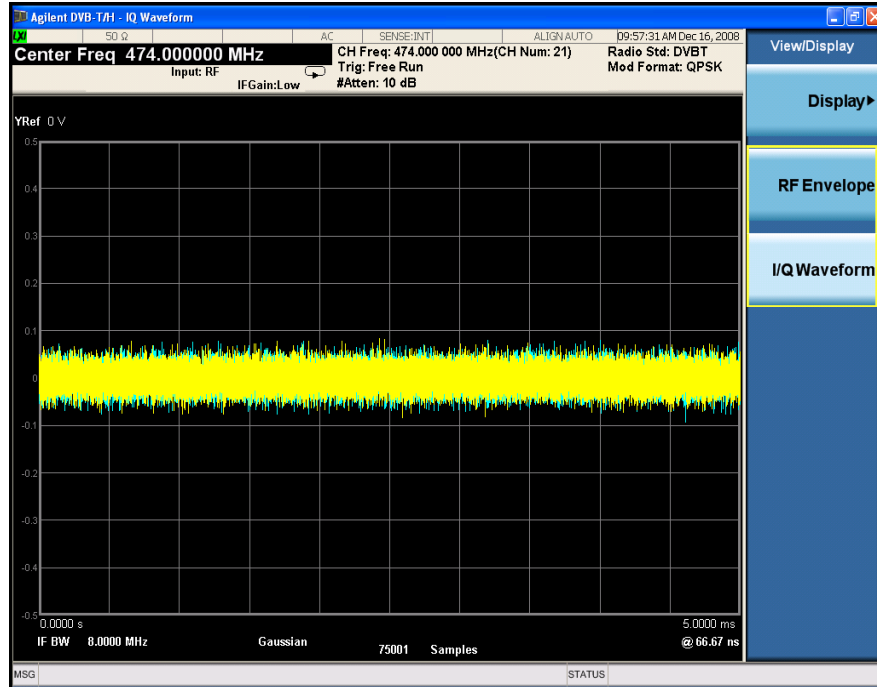 Agilent DVB-T/H - IQ Waveform
LXI 50 Ω AC SENSE:INT ALIGN AUTO 09:57:31 AM Dec 16, 2008
Center Freq 474.000000 MHz
Input: RF
IFGain:Low
CH Freq: 474.000 000 MHz(CH Num: 21)
Trig: Free Run
#Atten: 10 dB
Radio Std: DVBT
Mod Format: QPSK
View/Display
Display
RF Envelope
I/Q Waveform
YRef 0 V
0.5
0.4
0.3
0.2
0.1
0
-0.1
-0.2
-0.3
-0.4
-0.5
0.0000 s 5.0000 ms
IF BW 8.0000 MHz Gaussian 75001 Samples @ 66.67 ns
MSG STATUS